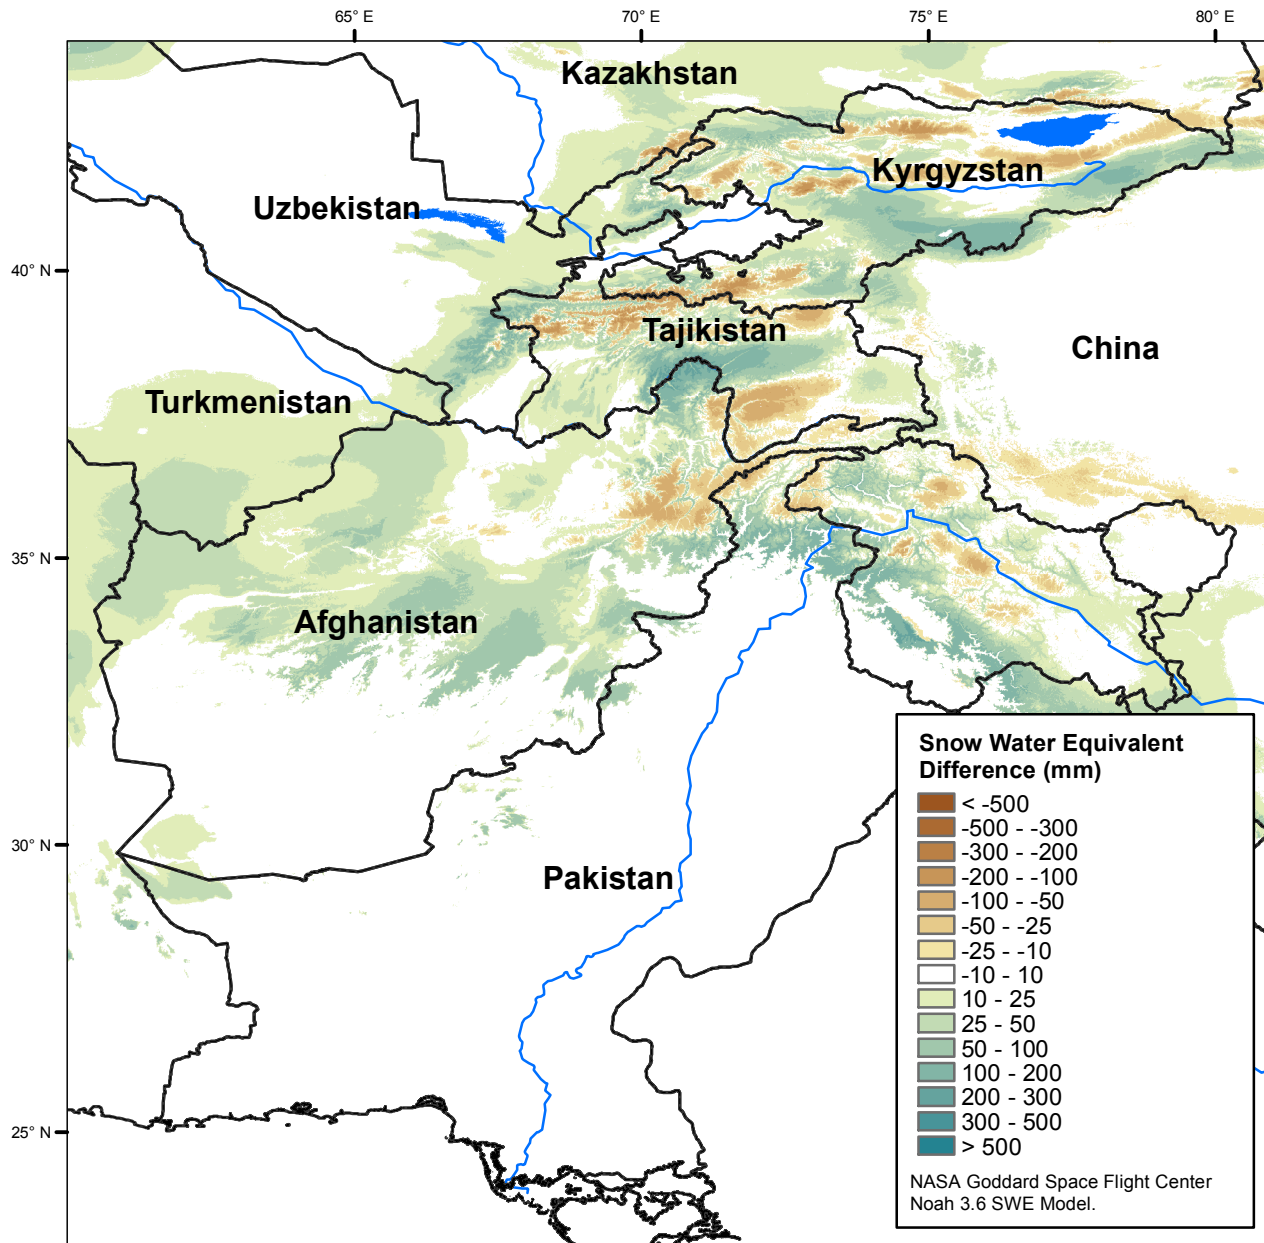 65° E
70° E
75° E
80° E
Kazakhstan
Kyrgyzstan
Uzbekistan
40° N
Tajikistan
China
Turkmenistan
35° N
Afghanistan
30° N
Pakistan
25° N
Snow Water Equivalent
Difference (mm)
< -500
-500 - -300
-300 - -200
-200 - -100
-100 - -50
-50 - -25
-25 - -10
-10 - 10
10 - 25
25 - 50
50 - 100
100 - 200
200 - 300
300 - 500
> 500
NASA Goddard Space Flight Center
Noah 3.6 SWE Model.